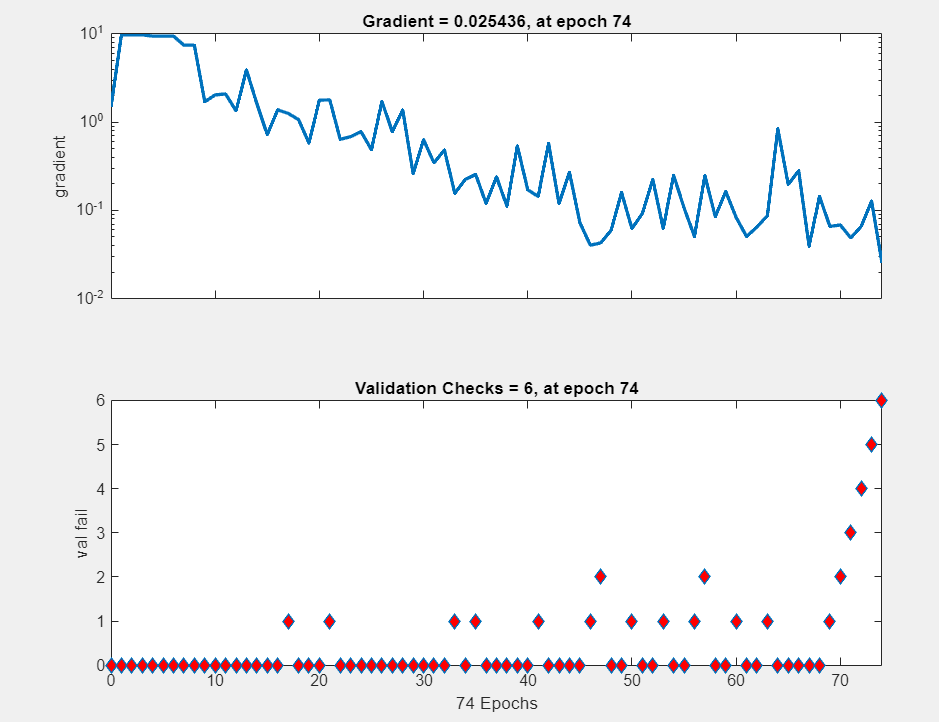 Gradient = 0.025436, at epoch 74
10^1
10^0
10^-1
10^-2
gradient
Validation Checks = 6, at epoch 74
6
5
4
3
2
1
0
val fail
0 10 20 30 40 50 60 70
74 Epochs